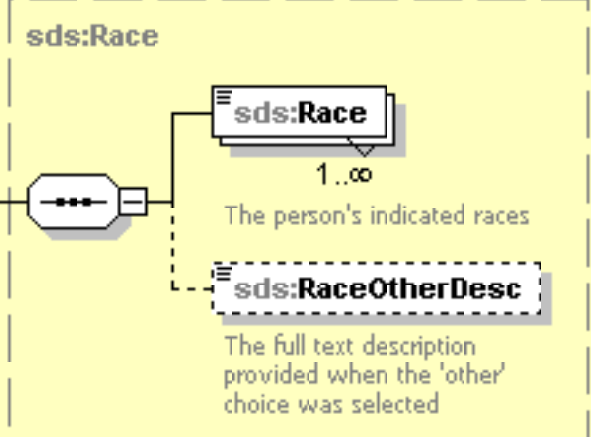 sds:Race
sds:Race
1..∞
The person's indicated races
sds:RaceOtherDesc
The full text description
provided when the 'other'
choice was selected